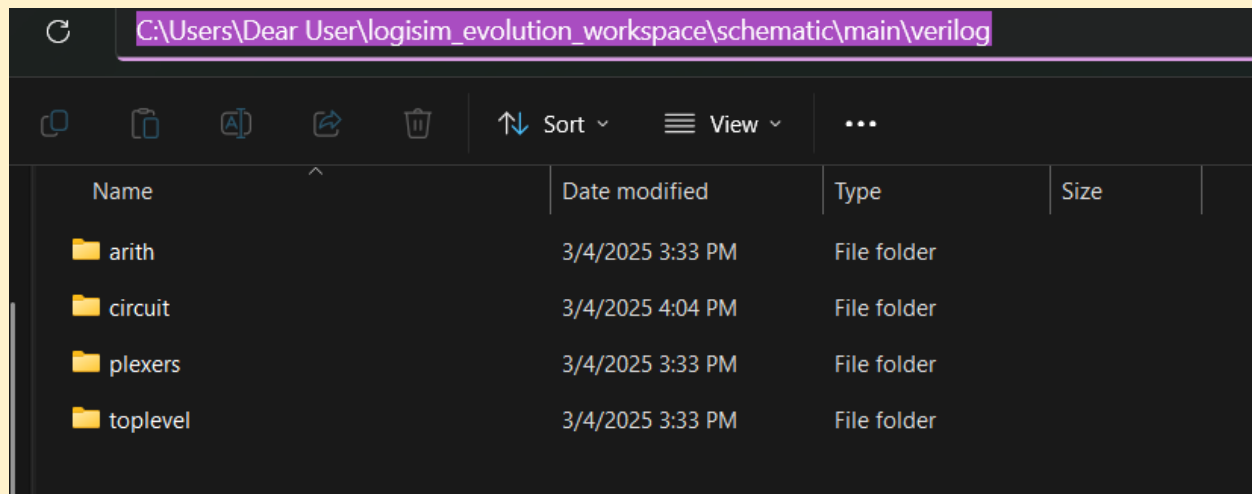 C:\Users\Dear User\logisim_evolution_workspace\schematic\main\verilog
Sort View
Name Date modified Type Size
arith 3/4/2025 3:33 PM File folder
circuit 3/4/2025 4:04 PM File folder
plexers 3/4/2025 3:33 PM File folder
toplevel 3/4/2025 3:33 PM File folder